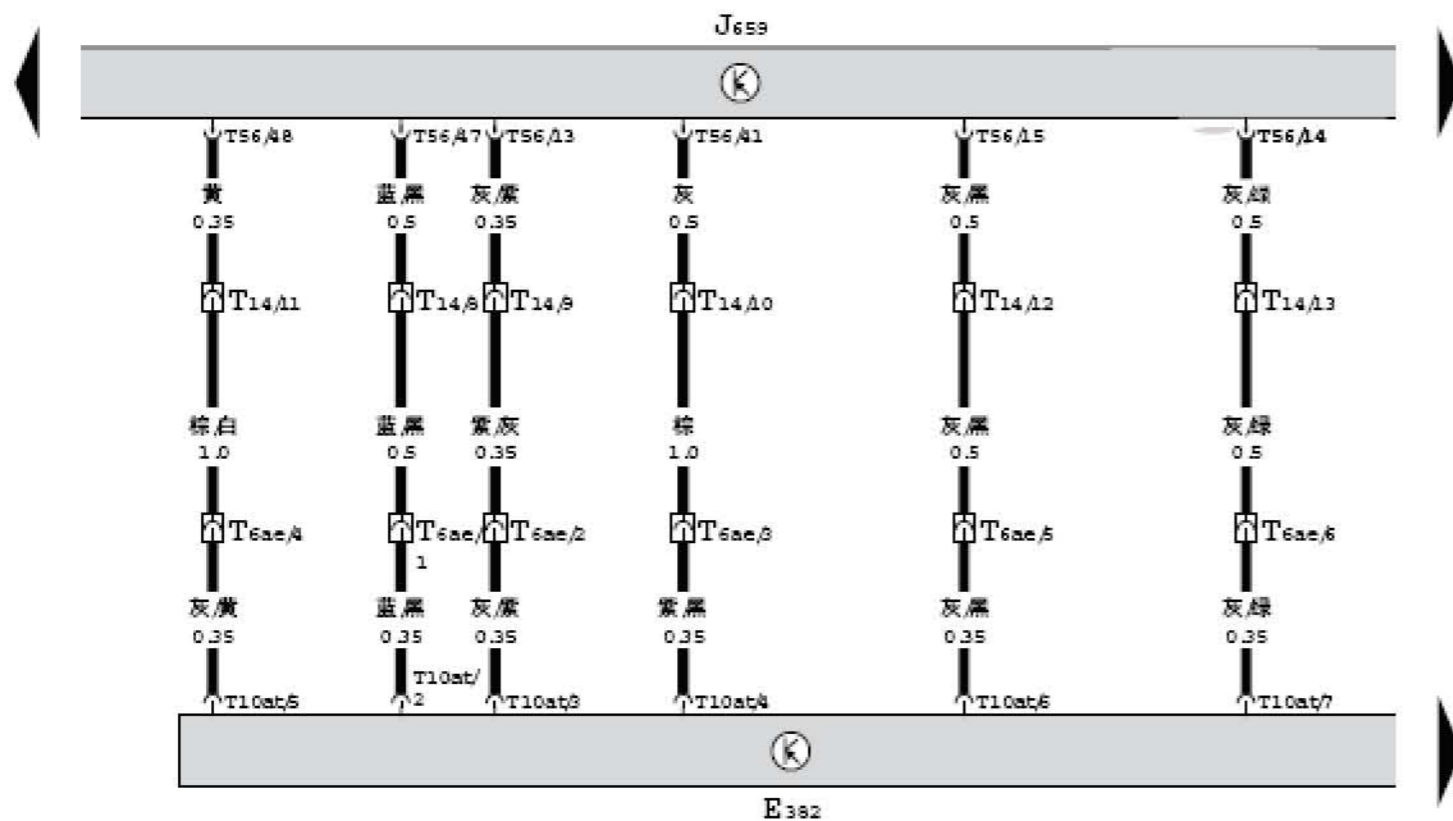 J659
T56/48 T56/47 T56/13 T56/41 T56/15 T56/14
黄 蓝/黑 灰/紫 灰 灰/黑 灰/绿
0.35 0.5 0.35 0.5 0.5 0.5
T14/11 T14/8 T14/9 T14/10 T14/12 T14/13
棕/白 蓝/黑 紫/灰 棕 灰/黑 灰/绿
1.0 0.5 0.35 1.0 0.5 0.5
T6ae/4 T6ae/ T6ae/2 T6ae/3 T6ae/5 T6ae/6
1
灰/黄 蓝/黑 灰/紫 紫/黑 灰/黑 灰/绿
0.35 0.35 0.35 0.35 0.35 0.35
T10at/
T10at/5 2 T10at/3 T10at/4 T10at/6 T10at/7
E382